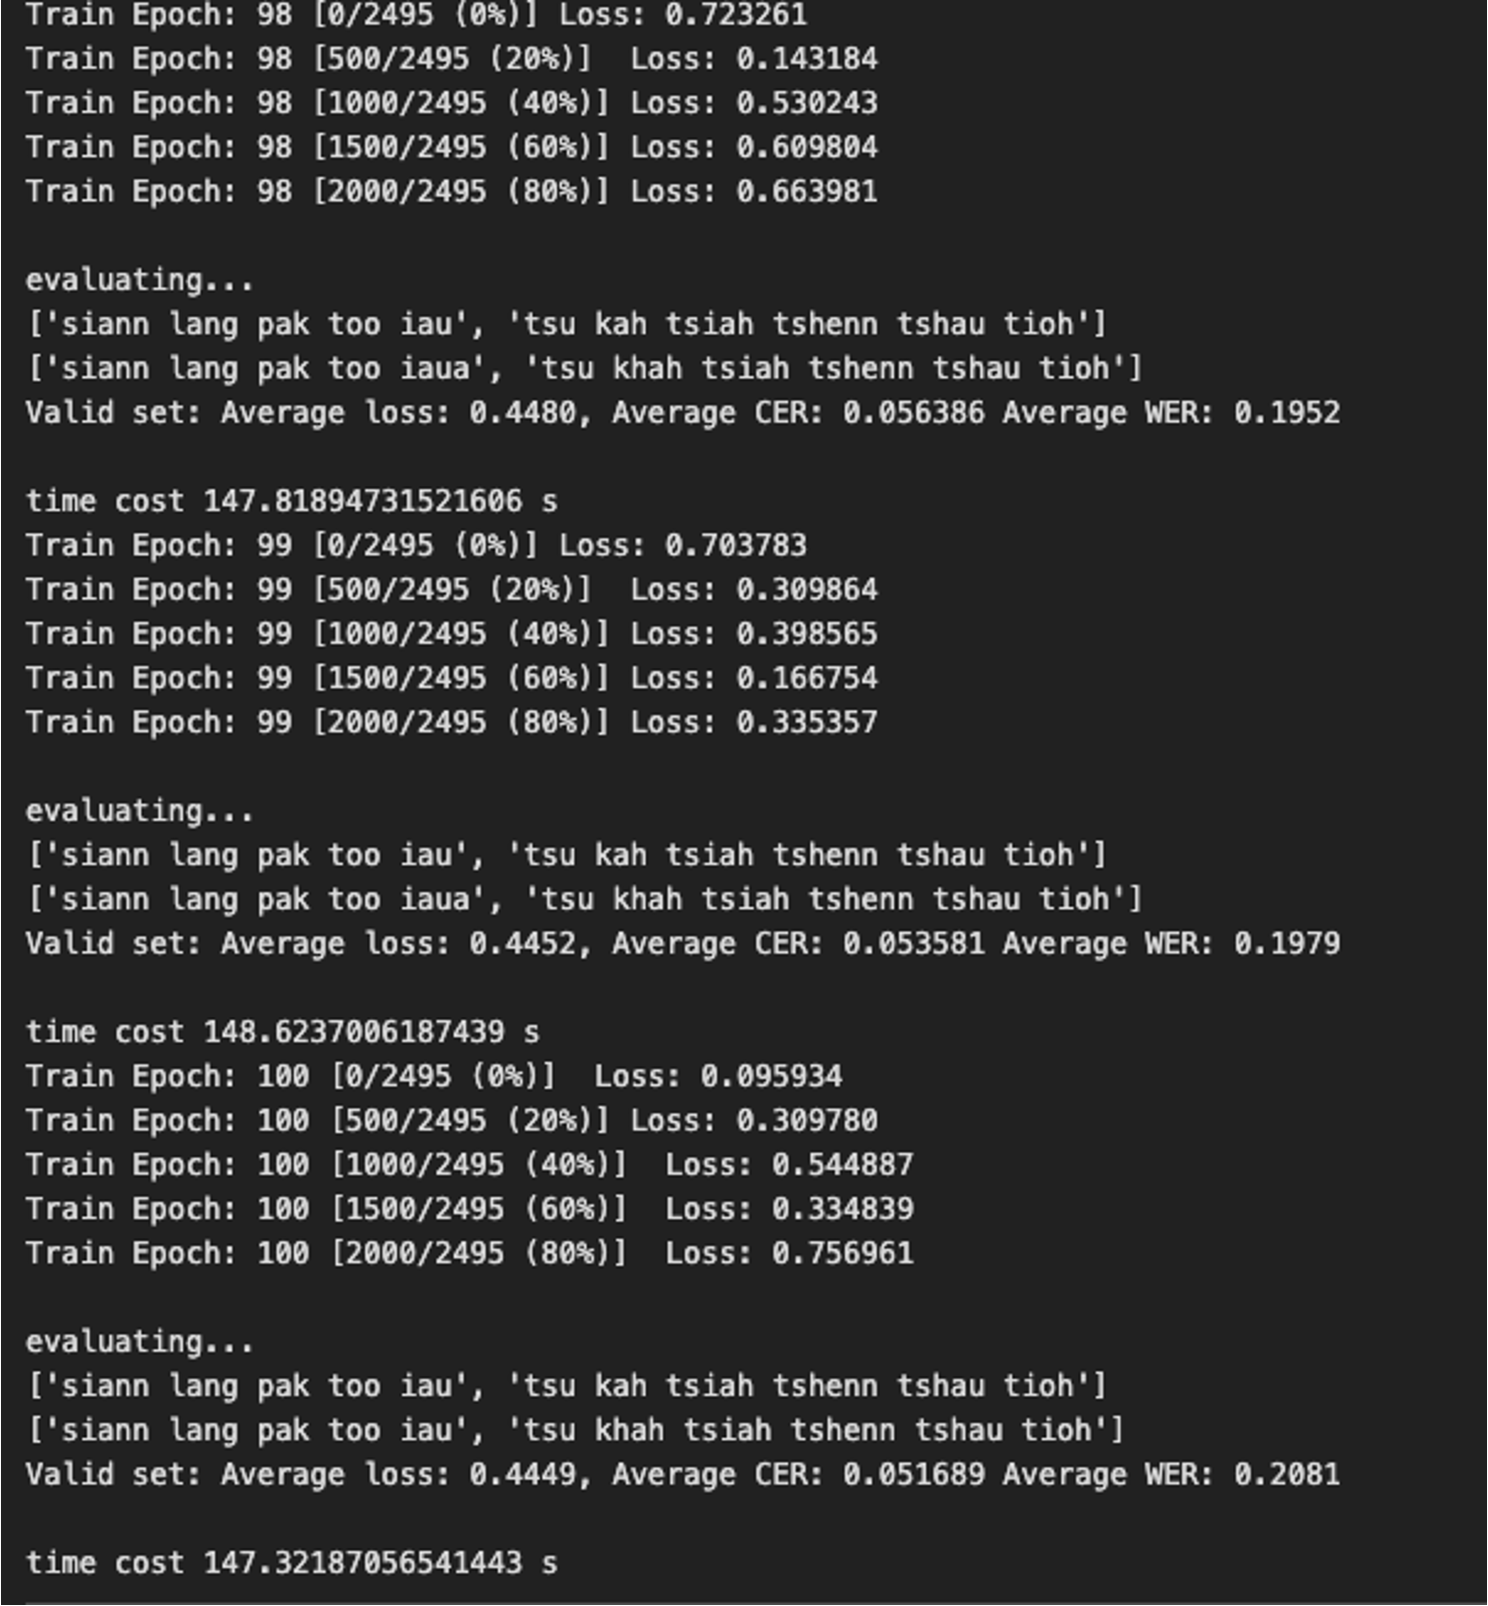 Train Epoch: 98 [0/2495 (0%)] Loss: 0.723261
Train Epoch: 98 [500/2495 (20%)]  Loss: 0.143184
Train Epoch: 98 [1000/2495 (40%)] Loss: 0.530243
Train Epoch: 98 [1500/2495 (60%)] Loss: 0.609804
Train Epoch: 98 [2000/2495 (80%)] Loss: 0.663981
evaluating...
['siann lang pak too iau', 'tsu kah tsiah tshenn tshau tioh']
['siann lang pak too iaua', 'tsu khah tsiah tshenn tshau tioh']
Valid set: Average loss: 0.4480, Average CER: 0.056386 Average WER: 0.1952
time cost 147.81894731521606 s
Train Epoch: 99 [0/2495 (0%)] Loss: 0.703783
Train Epoch: 99 [500/2495 (20%)]  Loss: 0.309864
Train Epoch: 99 [1000/2495 (40%)] Loss: 0.398565
Train Epoch: 99 [1500/2495 (60%)] Loss: 0.166754
Train Epoch: 99 [2000/2495 (80%)] Loss: 0.335357
evaluating...
['siann lang pak too iau', 'tsu kah tsiah tshenn tshau tioh']
['siann lang pak too iaua', 'tsu khah tsiah tshenn tshau tioh']
Valid set: Average loss: 0.4452, Average CER: 0.053581 Average WER: 0.1979
time cost 148.6237006187439 s
Train Epoch: 100 [0/2495 (0%)]  Loss: 0.095934
Train Epoch: 100 [500/2495 (20%)] Loss: 0.309780
Train Epoch: 100 [1000/2495 (40%)]  Loss: 0.544887
Train Epoch: 100 [1500/2495 (60%)]  Loss: 0.334839
Train Epoch: 100 [2000/2495 (80%)]  Loss: 0.756961
evaluating...
['siann lang pak too iau', 'tsu kah tsiah tshenn tshau tioh']
['siann lang pak too iau', 'tsu khah tsiah tshenn tshau tioh']
Valid set: Average loss: 0.4449, Average CER: 0.051689 Average WER: 0.2081
time cost 147.32187056541443 s